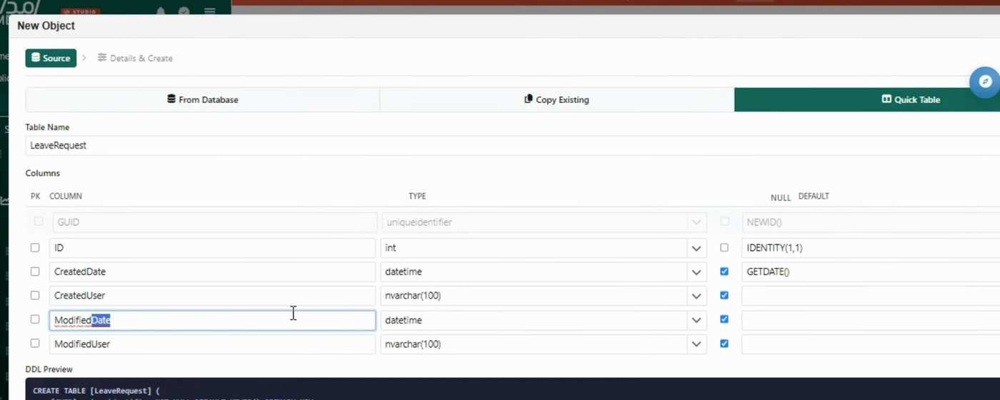 STUDIO
New Object
Source > Details & Create
From Database Copy Existing Quick Table
Table Name
LeaveRequest
Columns
PK COLUMN TYPE NULL DEFAULT
GUID uniqueidentifier NEWID()
ID int IDENTITY(1,1)
CreatedDate datetime GETDATE()
CreatedUser nvarchar(100)
ModifiedDate datetime
ModifiedUser nvarchar(100)
DDL Preview
CREATE TABLE [LeaveRequest] (